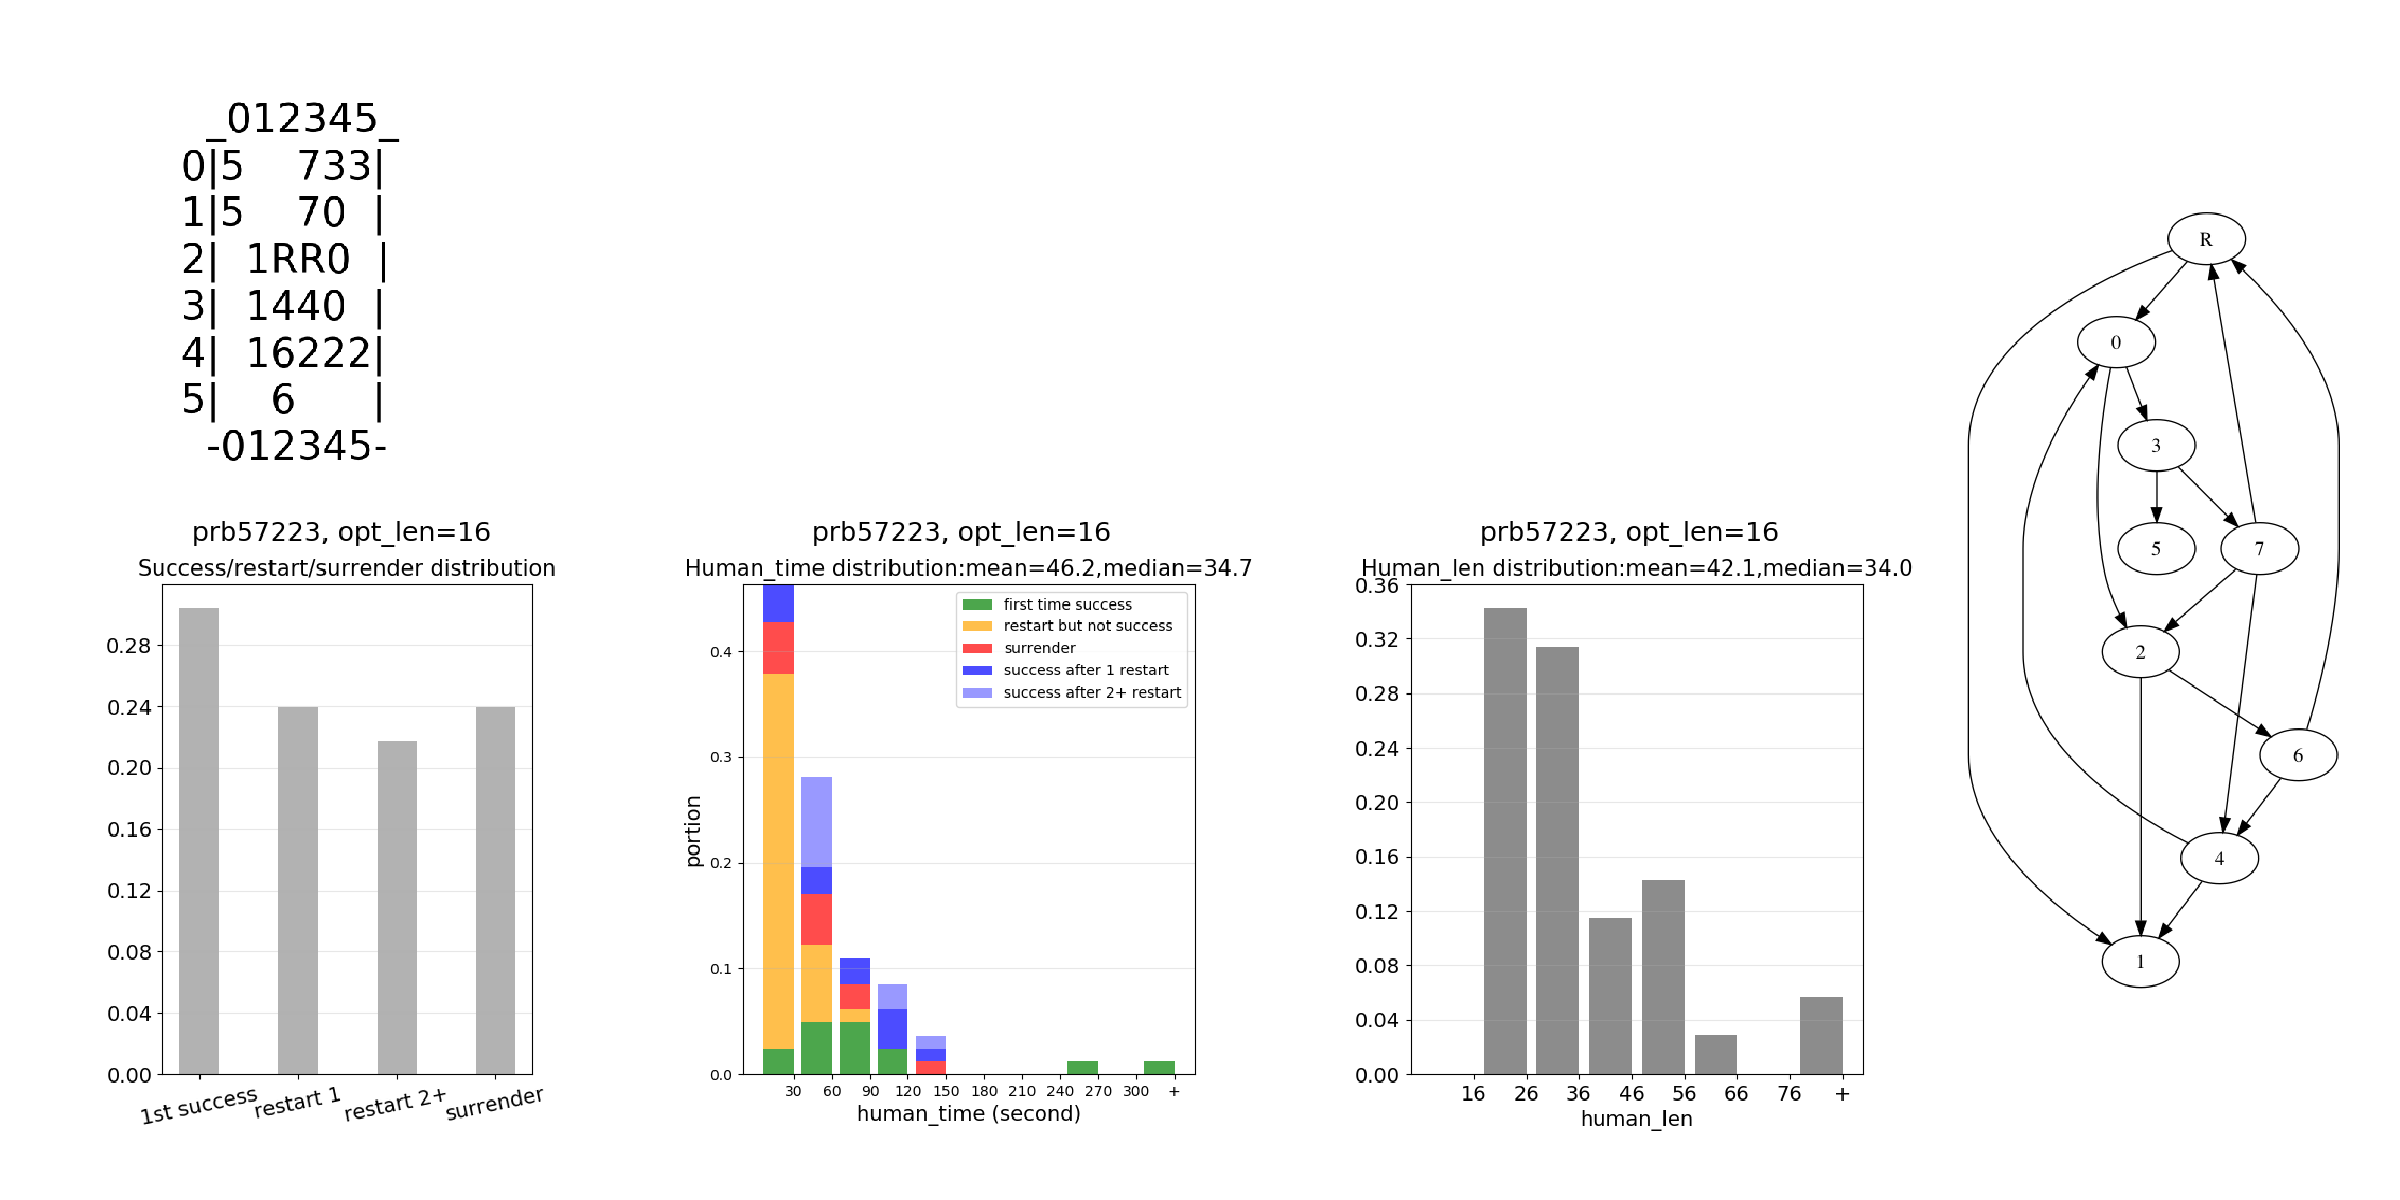 _012345_
0|5    733|
1|5    70  |
2|  1RR0  |
3|  1440  |
4|  16222|
5|    6      |
-012345-
prb57223, opt_len=16
Success/restart/surrender distribution
0.28
0.24
0.20
0.16
0.12
0.08
0.04
0.00
1st success restart 1 restart 2+ surrender
prb57223, opt_len=16
Human_time distribution:mean=46.2,median=34.7
first time success
restart but not success
surrender
success after 1 restart
success after 2+ restart
portion
0.4
0.3
0.2
0.1
0.0
30 60 90 120 150 180 210 240 270 300 +
human_time (second)
prb57223, opt_len=16
Human_len distribution:mean=42.1,median=34.0
0.36
0.32
0.28
0.24
0.20
0.16
0.12
0.08
0.04
0.00
16 26 36 46 56 66 76 +
human_len
R
0
3
5 7
2
6
4
1